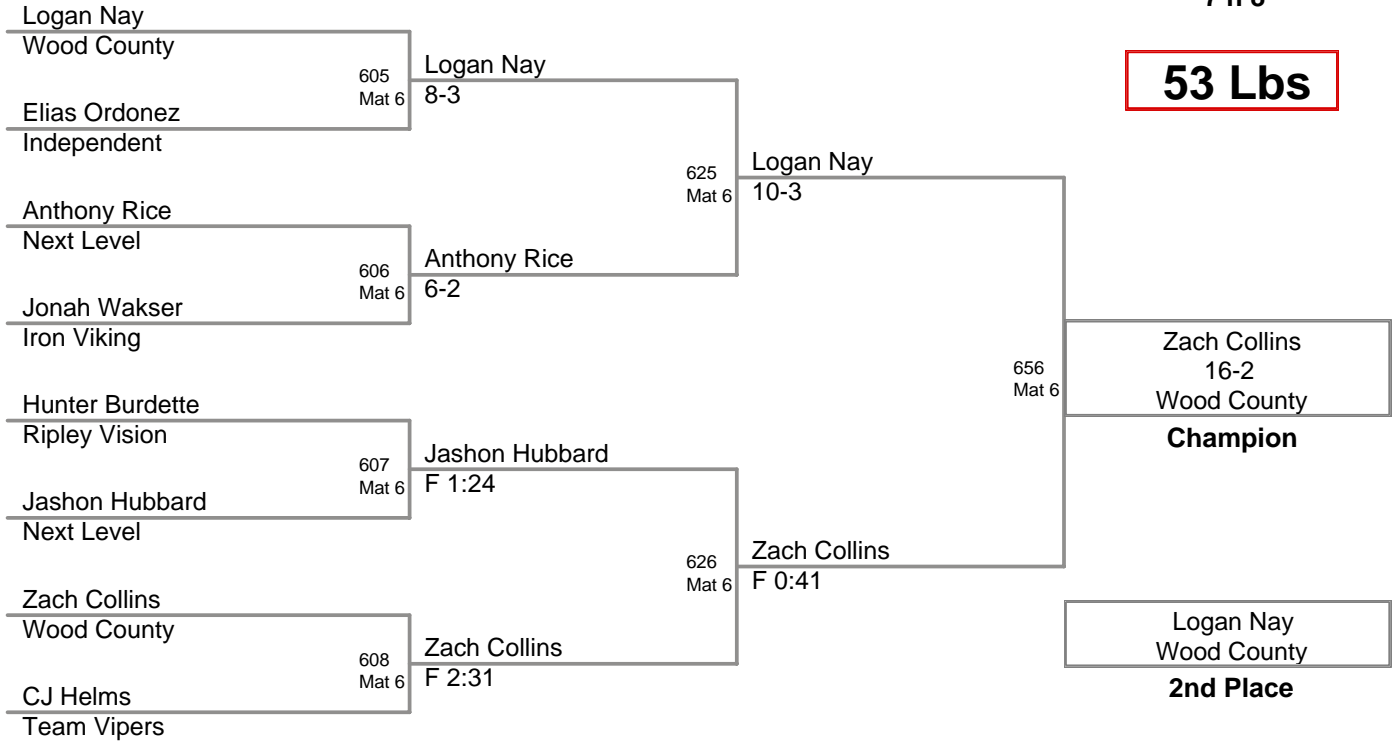 7 n 8
53 Lbs
Logan Nay
Wood County
605
Mat 6
Elias Ordonez
Independent
Logan Nay
8-3
Anthony Rice
Next Level
606
Mat 6
Jonah Wakser
Iron Viking
Anthony Rice
6-2
625
Mat 6
Logan Nay
10-3
Hunter Burdette
Ripley Vision
607
Mat 6
Jashon Hubbard
Next Level
Jashon Hubbard
F 1:24
Zach Collins
Wood County
608
Mat 6
CJ Helms
Team Vipers
Zach Collins
F 2:31
626
Mat 6
Zach Collins
F 0:41
656
Mat 6
Zach Collins
16-2
Wood County
Champion
Logan Nay
Wood County
2nd Place